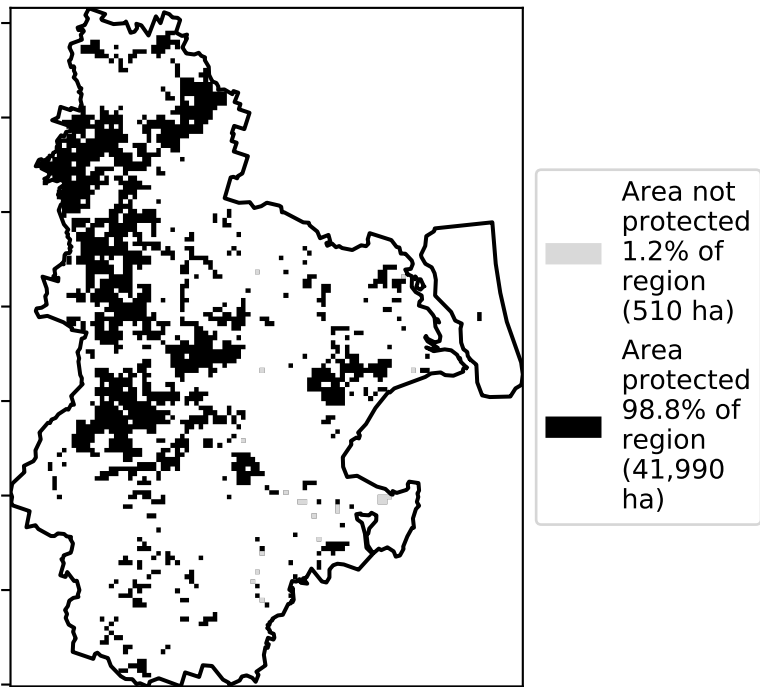 Area not
protected
1.2% of
region
(510 ha)
Area
protected
98.8% of
region
(41,990
ha)